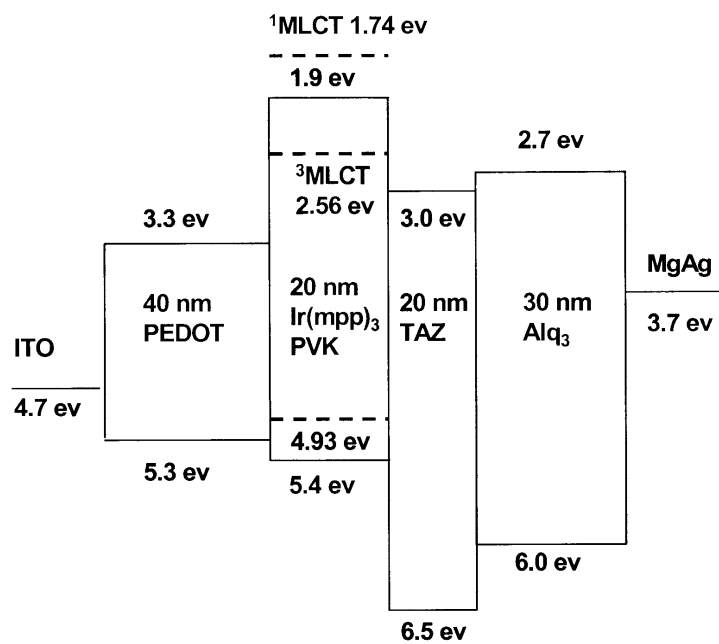 ¹MLCT 1.74 ev
1.9 ev
2.7 ev
³MLCT
2.56 ev
3.3 ev
3.0 ev
MgAg
40 nm
PEDOT
20 nm
Ir(mpp)₃
PVK
20 nm
TAZ
30 nm
Alq₃
3.7 ev
ITO
4.7 ev
4.93 ev
5.3 ev
5.4 ev
6.0 ev
6.5 ev